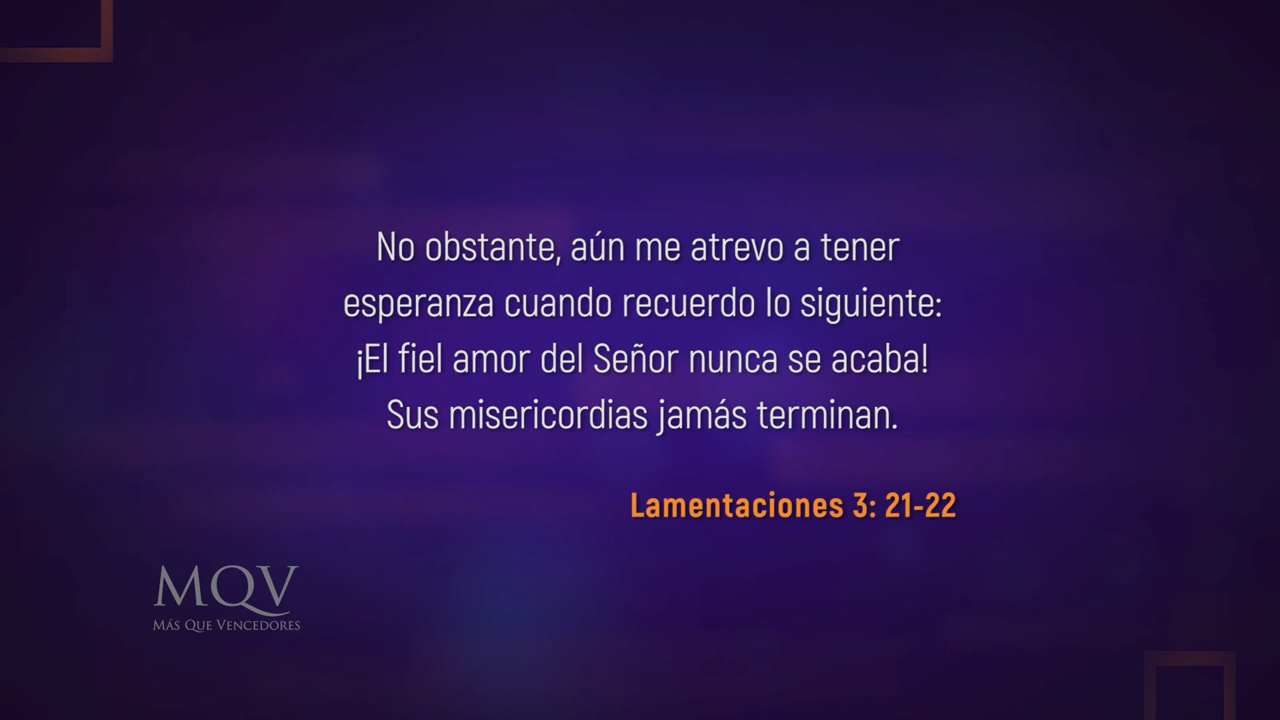 No obstante, aún me atrevo a tener
esperanza cuando recuerdo lo siguiente:
¡El fiel amor del Señor nunca se acaba!
Sus misericordias jamás terminan.
Lamentaciones 3: 21-22
MQV
MÁS QUE VENCEDORES